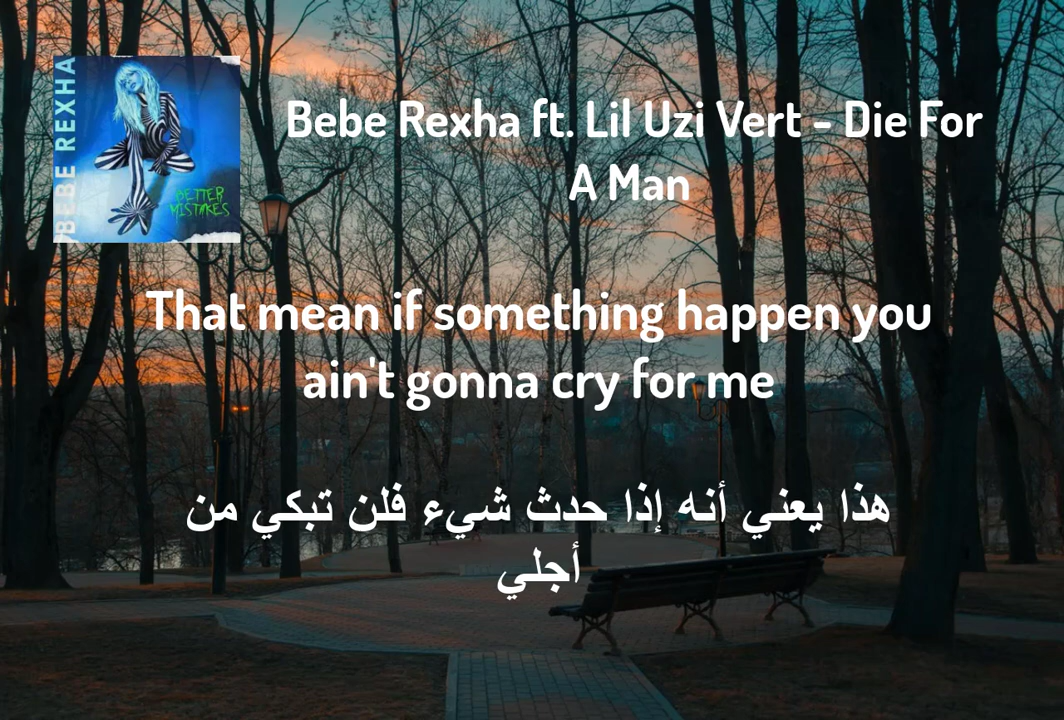 BEBE REXHA
BETTER
MISTAKES
Bebe Rexha ft. Lil Uzi Vert - Die For
A Man
That mean if something happen you
ain't gonna cry for me
هذا يعني أنه إذا حدث شيء فلن تبكي من
أجلي